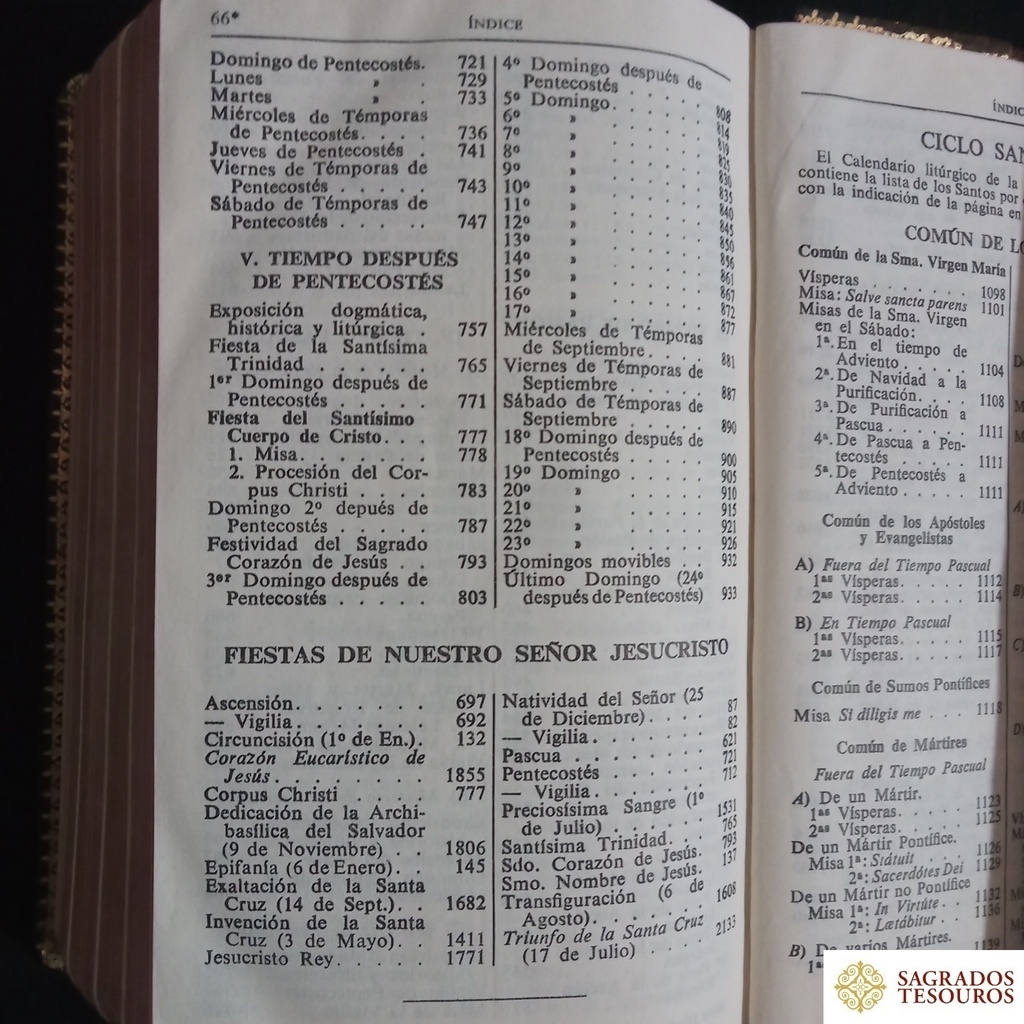 66*
ÍNDICE
Domingo de Pentecostés. 721
Lunes » . 729
Martes » . 733
Miércoles de Témporas
de Pentecostés. . . . 736
Jueves de Pentecostés . 741
Viernes de Témporas de
Pentecostés . . . . . 743
Sábado de Témporas de
Pentecostés . . . . . 747
V. TIEMPO DESPUÉS
DE PENTECOSTÉS
Exposición dogmática,
histórica y litúrgica . 757
Fiesta de la Santísima
Trinidad . . . . . . 765
1er Domingo después de
Pentecostés . . . . . 771
Fiesta del Santísimo
Cuerpo de Cristo. . . 777
1. Misa. . . . . . . 778
2. Procesión del Cor-
pus Christi . . . . 783
Domingo 2º depués de
Pentecostés . . . . . 787
Festividad del Sagrado
Corazón de Jesús . . 793
3er Domingo después de
Pentecostés . . . . . 803
4º Domingo después de
Pentecostés . . . . . 808
5º Domingo. . . . . . 814
6º » . . . . . 819
7º » . . . . . 825
8º » . . . . . 830
9º » . . . . . 835
10º » . . . . . 840
11º » . . . . . 845
12º » . . . . . 850
13º » . . . . . 856
14º » . . . . . 861
15º » . . . . . 867
16º » . . . . . 872
17º » . . . . . 877
Miércoles de Témporas
de Septiembre. . . . 881
Viernes de Témporas de
Septiembre . . . . . 887
Sábado de Témporas de
Septiembre . . . . . 890
18º Domingo después de
Pentecostés . . . . . 900
19º Domingo . . . . . 905
20º » . . . . . 910
21º » . . . . . 915
22º » . . . . . 921
23º » . . . . . 926
Domingos movibles . . 932
Último Domingo (24º
después de Pentecostés) 933
FIESTAS DE NUESTRO SEÑOR JESUCRISTO
Ascensión. . . . . . . 697
— Vigilia. . . . . . . 692
Circuncisión (1º de En.). 132
Corazón Eucarístico de
Jesús. . . . . . . . 1855
Corpus Christi . . . . 777
Dedicación de la Archi-
basílica del Salvador
(9 de Noviembre) . . 1806
Epifanía (6 de Enero). . 145
Exaltación de la Santa
Cruz (14 de Sept.). . 1682
Invención de la Santa
Cruz (3 de Mayo). . 1411
Jesucristo Rey. . . . . 1771
Natividad del Señor (25
de Diciembre). . . . 87
— Vigilia. . . . . . . 82
Pascua . . . . . . . . 621
Pentecostés . . . . . . 721
— Vigilia. . . . . . . 712
Preciosísima Sangre (1º
de Julio) . . . . . . 1531
Santísima Trinidad. . . 765
Sdo. Corazón de Jesús. 793
Smo. Nombre de Jesús. 137
Transfiguración (6 de
Agosto). . . . . . . 1608
Triunfo de la Santa Cruz
(17 de Julio) . . . 2133
ÍNDIC
CICLO SAN
El Calendario litúrgico de la
contiene la lista de los Santos por
con la indicación de la página en
COMÚN DE LO
Común de la Sma. Virgen María
Vísperas . . . . . . . 1098
Misa: Salve sancta parens 1101
Misas de la Sma. Virgen
en el Sábado:
1ª. En el tiempo de
Adviento . . . . . 1104
2ª. De Navidad a la
Purificación. . . . 1108
3ª. De Purificación a
Pascua . . . . . . 1111
4ª. De Pascua a Pen-
tecostés . . . . . 1111
5ª. De Pentecostés a
Adviento . . . . . 1111
Común de los Apóstoles
y Evangelistas
A) Fuera del Tiempo Pascual
1as Vísperas. . . . . 1112
2as Vísperas. . . . . 1114
B) En Tiempo Pascual
1as Vísperas. . . . . 1115
2as Vísperas. . . . . 1117
Común de Sumos Pontífices
Misa Si diligis me . . . 1118
Común de Mártires
Fuera del Tiempo Pascual
A) De un Mártir.
1as Vísperas. . . . . 1123
2as Vísperas. . . . . 1125
De un Mártir Pontífice.
Misa 1ª: Státuit . . . 1126
2ª: Sacerdótes Dei 1129
De un Mártir no Pontífice
Misa 1ª: In Virtúte. . 1132
2ª: Lætábitur . . 1136
B) De varios Mártires.
1ª 1139
SAGRADOS
TESOUROS